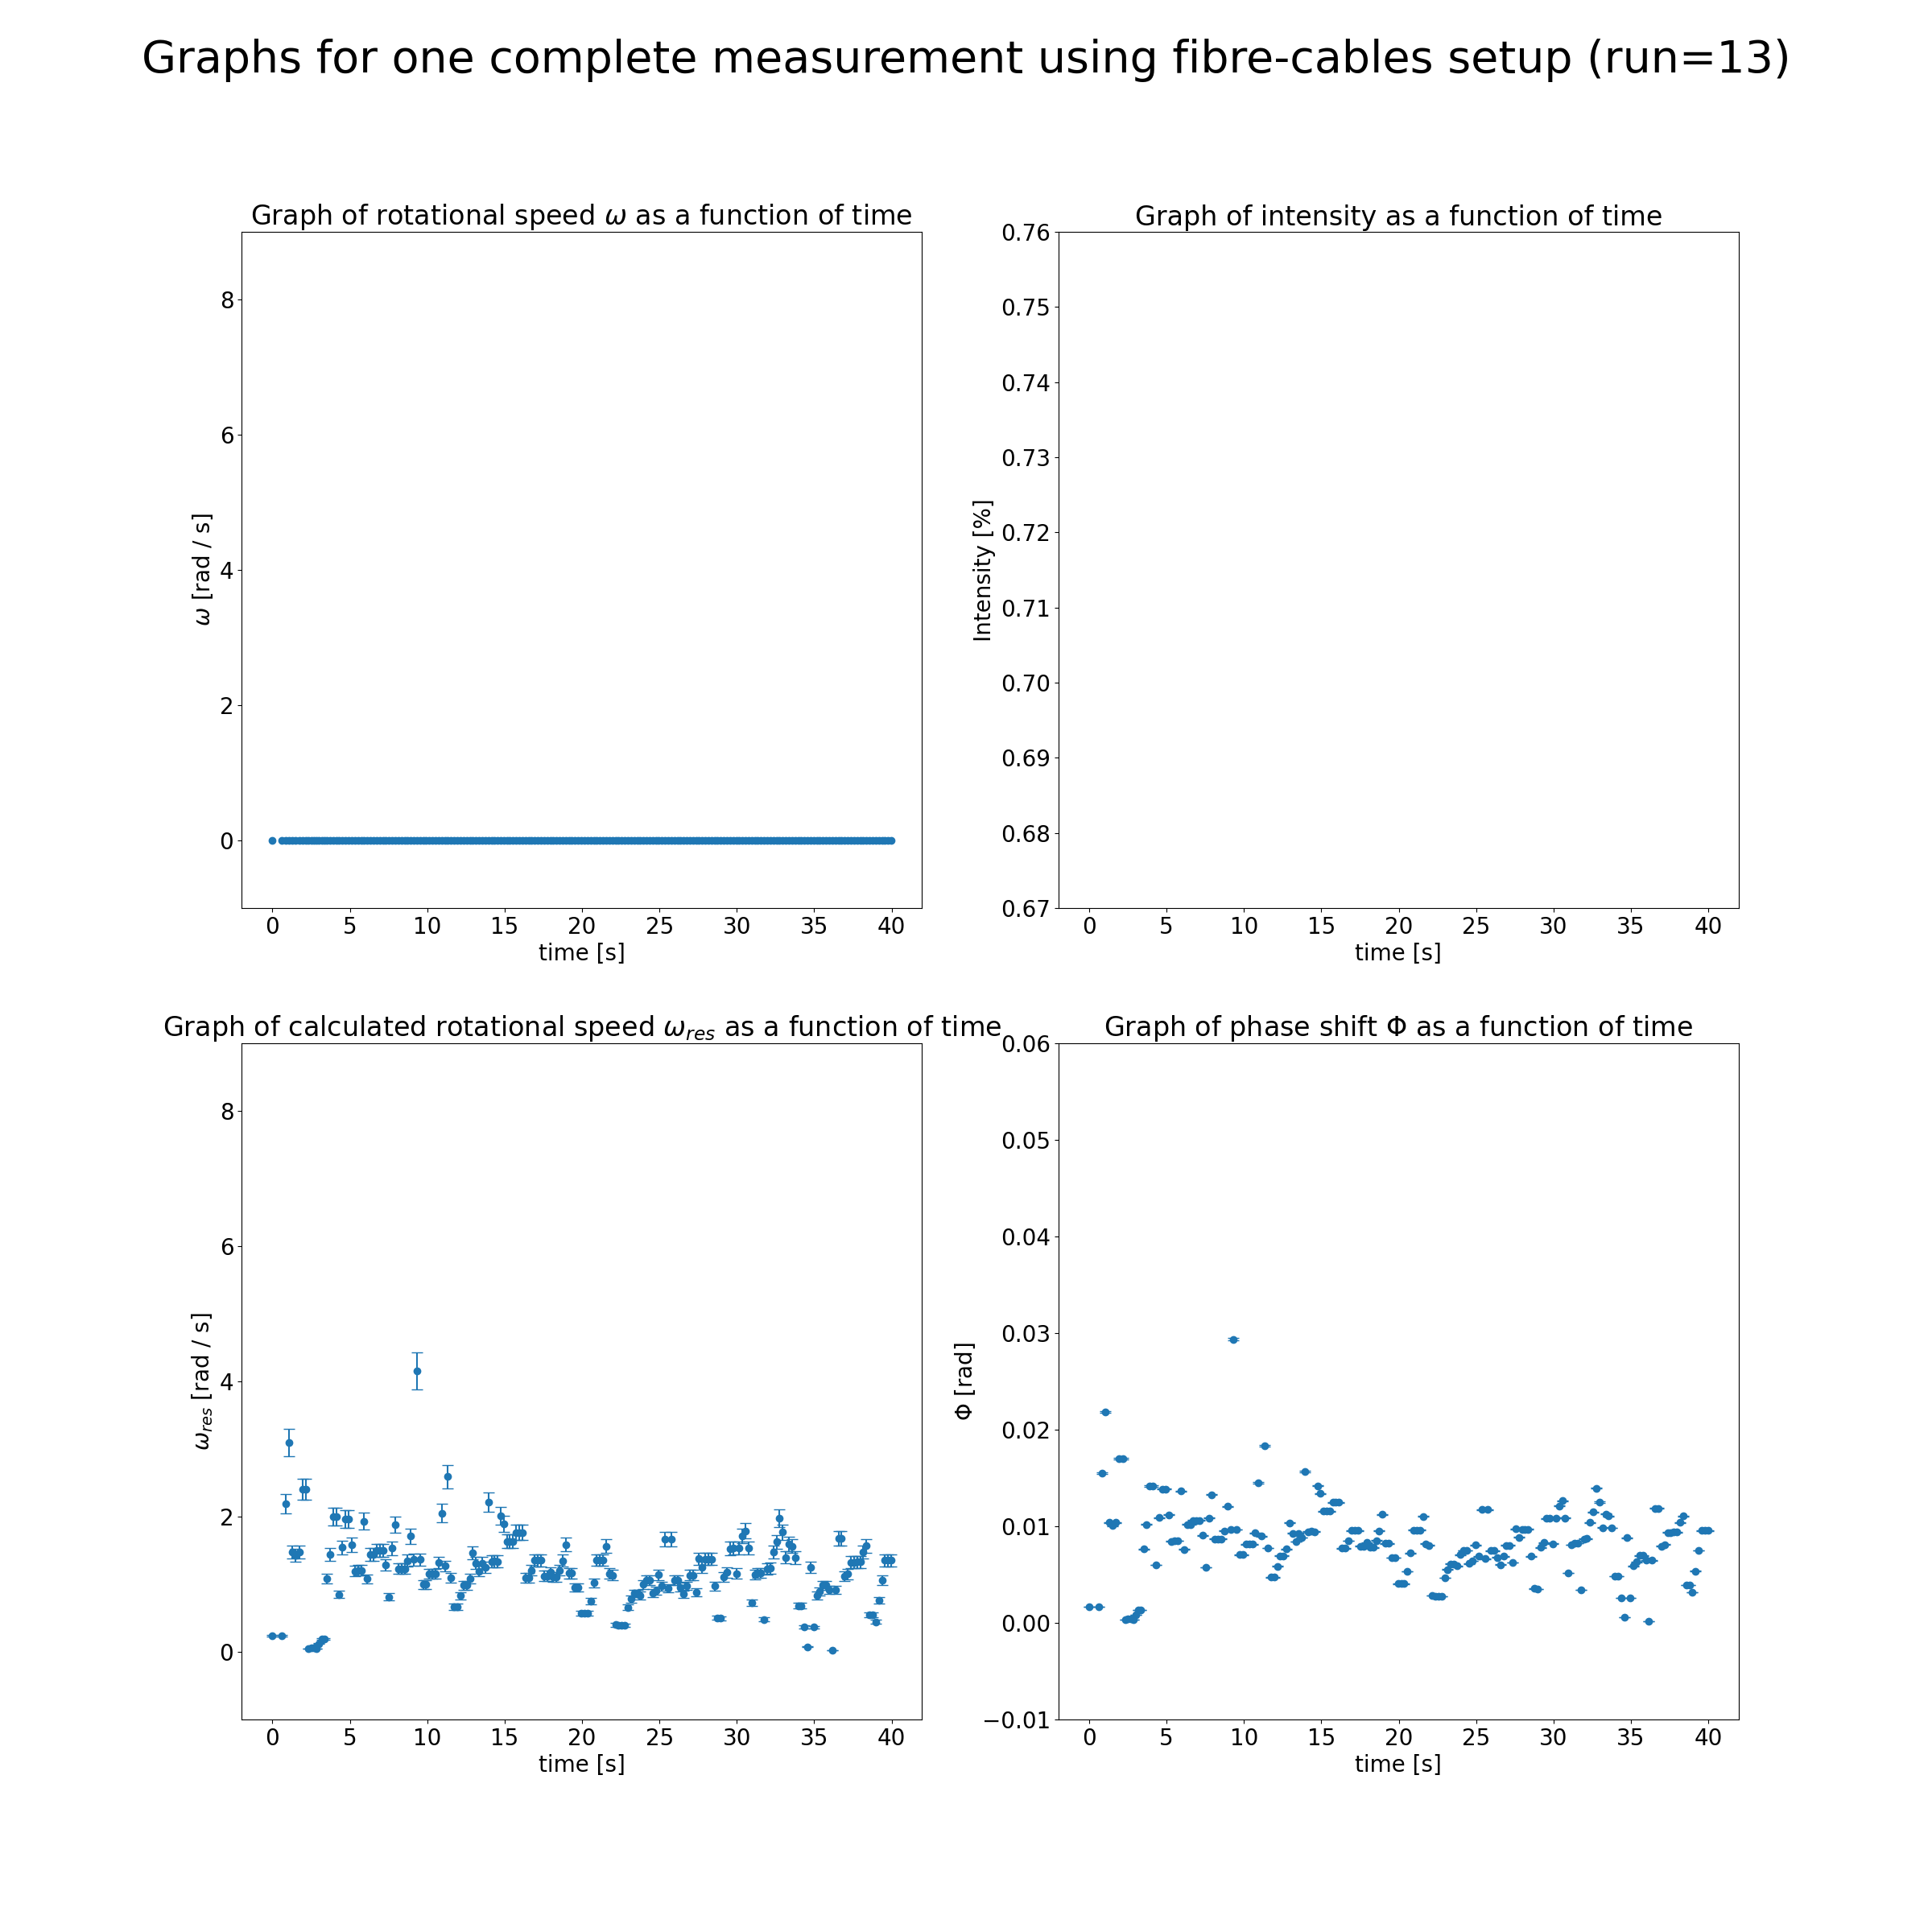 Graphs for one complete measurement using fibre-cables setup (run=13)
Graph of rotational speed ω as a function of time
8
6
4
2
0
ω [rad / s]
0 5 10 15 20 25 30 35 40
time [s]
Graph of intensity as a function of time
0.76
0.75
0.74
0.73
0.72
0.71
0.70
0.69
0.68
0.67
Intensity [%]
0 5 10 15 20 25 30 35 40
time [s]
Graph of calculated rotational speed ω_res as a function of time
8
6
4
2
0
ω_res [rad / s]
0 5 10 15 20 25 30 35 40
time [s]
Graph of phase shift Φ as a function of time
0.06
0.05
0.04
0.03
0.02
0.01
0.00
−0.01
Φ [rad]
0 5 10 15 20 25 30 35 40
time [s]